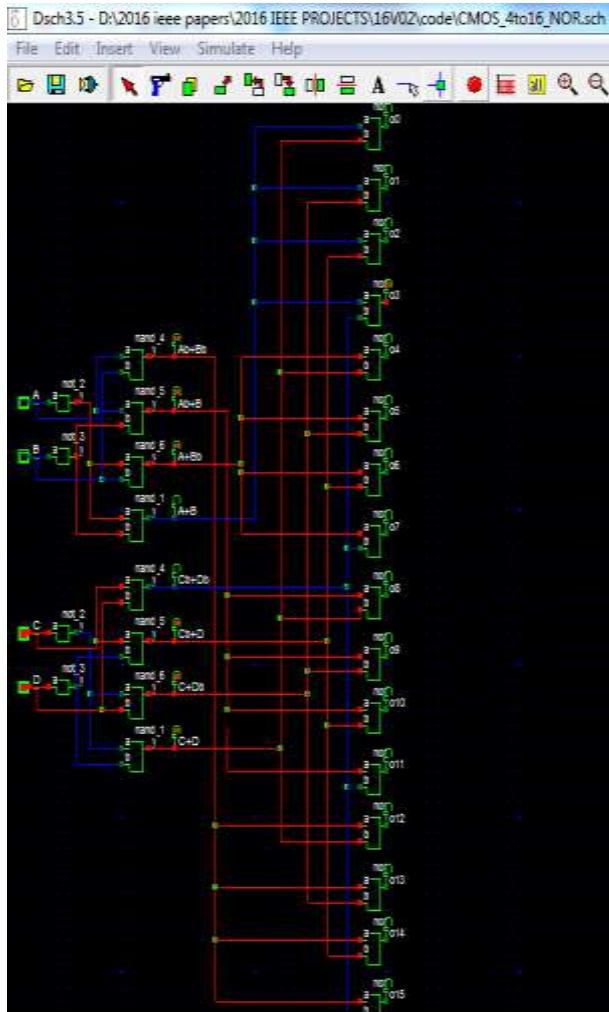 Dsch3.5 - D:\2016 ieee papers\2016 IEEE PROJECTS\16V02\code\CMOS_4to16_NOR.sch
File Edit Insert View Simulate Help
A
o0
o1
o2
o3
nand_4
Ab+Bb
o4
A
not_2
nand_5
Ab+B
o5
B
not_3
nand_6
A+Bb
o6
nand_1
A+B
o7
nand_4
Cb+Db
o8
C
not_2
nand_5
Cb+D
o9
D
not_3
nand_6
C+Db
o10
nand_1
C+D
o11
o12
o13
o14
o15